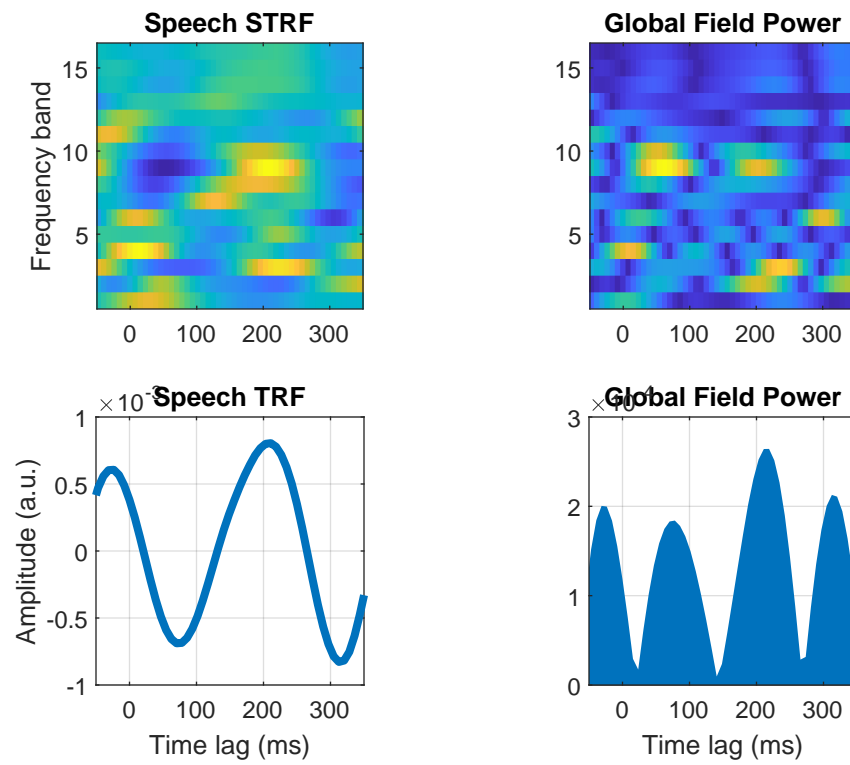 Speech STRF
Frequency band
15
10
5
0 100 200 300
Global Field Power
15
10
5
0 100 200 300
Speech TRF
×10⁻³
Amplitude (a.u.)
1
0.5
0
-0.5
-1
0 100 200 300
Time lag (ms)
Global Field Power
×10⁻⁴
3
2
1
0
0 100 200 300
Time lag (ms)